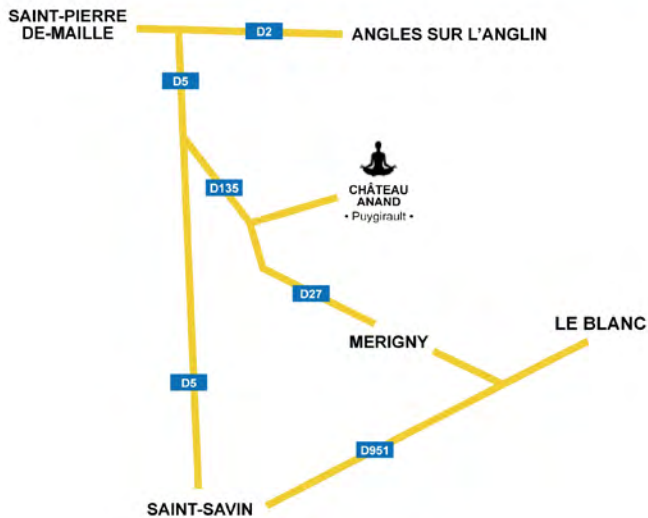 SAINT-PIERRE
DE-MAILLE
D2
ANGLES SUR L'ANGLIN
D5
D135
CHÂTEAU
ANAND
• Puygirault •
D27
LE BLANC
MERIGNY
D5
D951
SAINT-SAVIN